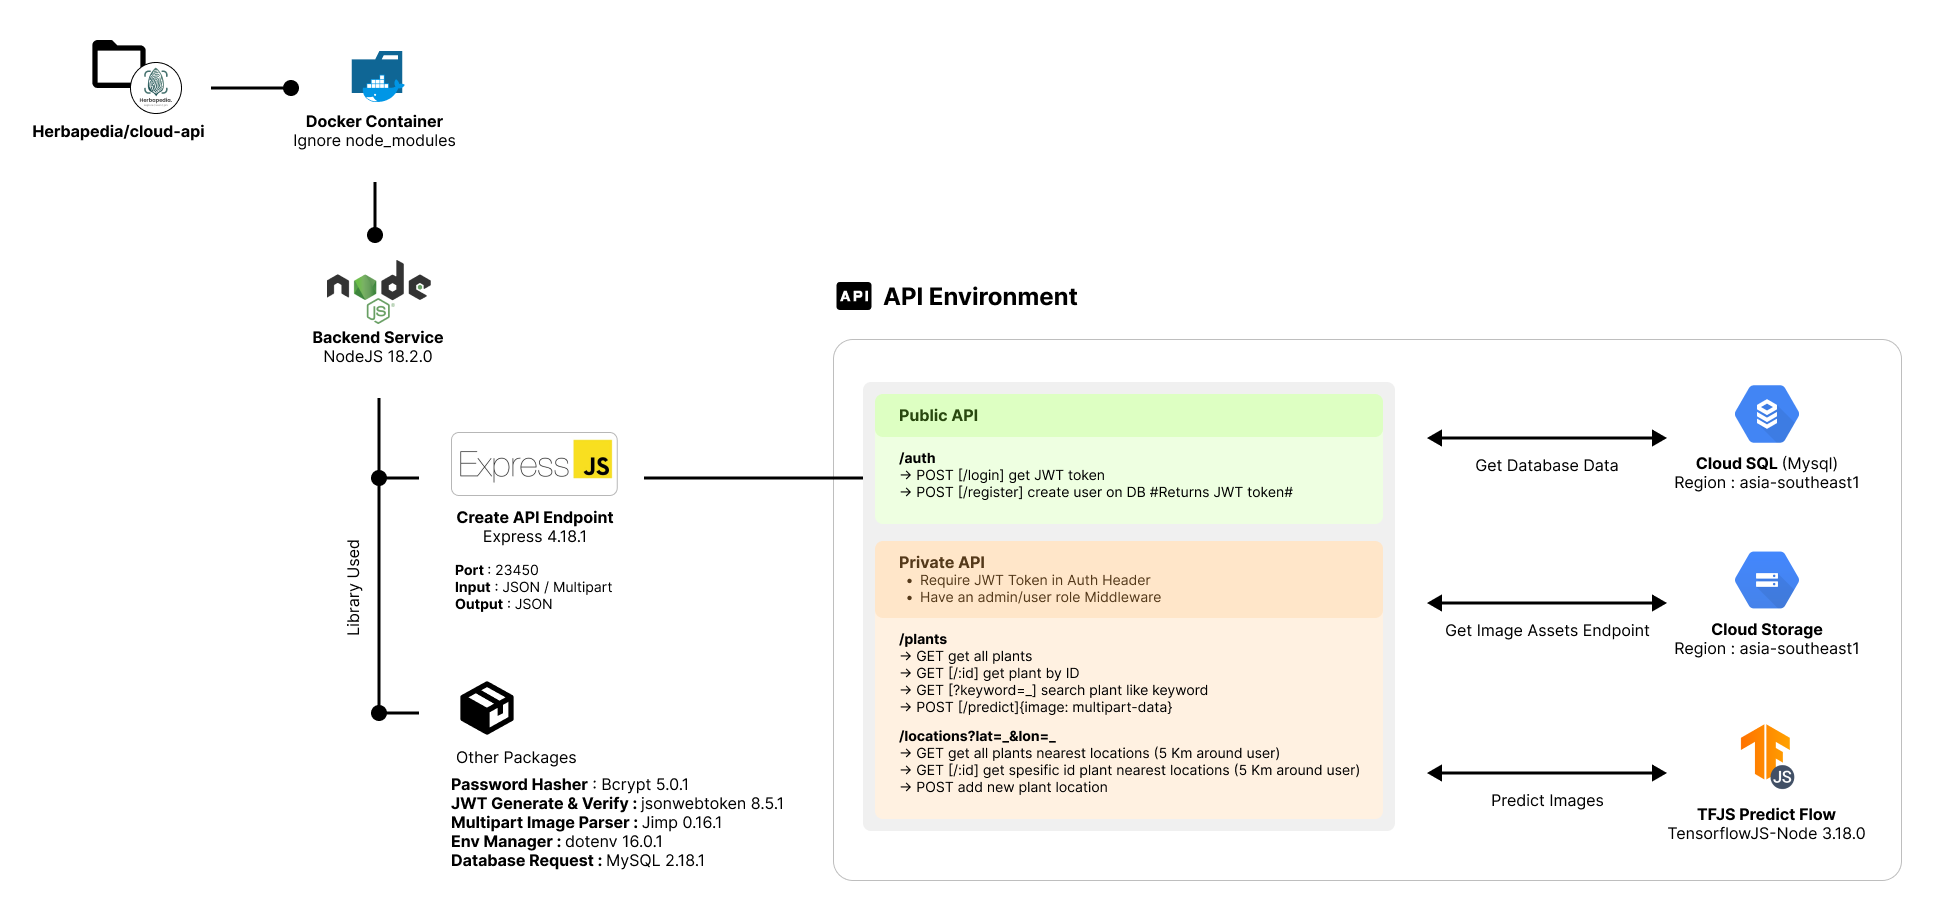 Herbapedia.
Herbapedia/cloud-api
Docker Container
Ignore node_modules
node
JS
Backend Service
NodeJS 18.2.0
Library Used
Express JS
Create API Endpoint
Express 4.18.1
Port : 23450
Input : JSON / Multipart
Output : JSON
Other Packages
Password Hasher : Bcrypt 5.0.1
JWT Generate & Verify : jsonwebtoken 8.5.1
Multipart Image Parser : Jimp 0.16.1
Env Manager : dotenv 16.0.1
Database Request : MySQL 2.18.1
API API Environment
Public API
/auth
→ POST [/login] get JWT token
→ POST [/register] create user on DB #Returns JWT token#
Private API
• Require JWT Token in Auth Header
• Have an admin/user role Middleware
/plants
→ GET get all plants
→ GET [/:id] get plant by ID
→ GET [?keyword=_] search plant like keyword
→ POST [/predict]{image: multipart-data}
/locations?lat=_&lon=_
→ GET get all plants nearest locations (5 Km around user)
→ GET [/:id] get spesific id plant nearest locations (5 Km around user)
→ POST add new plant location
Get Database Data
Cloud SQL (Mysql)
Region : asia-southeast1
Get Image Assets Endpoint
Cloud Storage
Region : asia-southeast1
Predict Images
JS
TFJS Predict Flow
TensorflowJS-Node 3.18.0